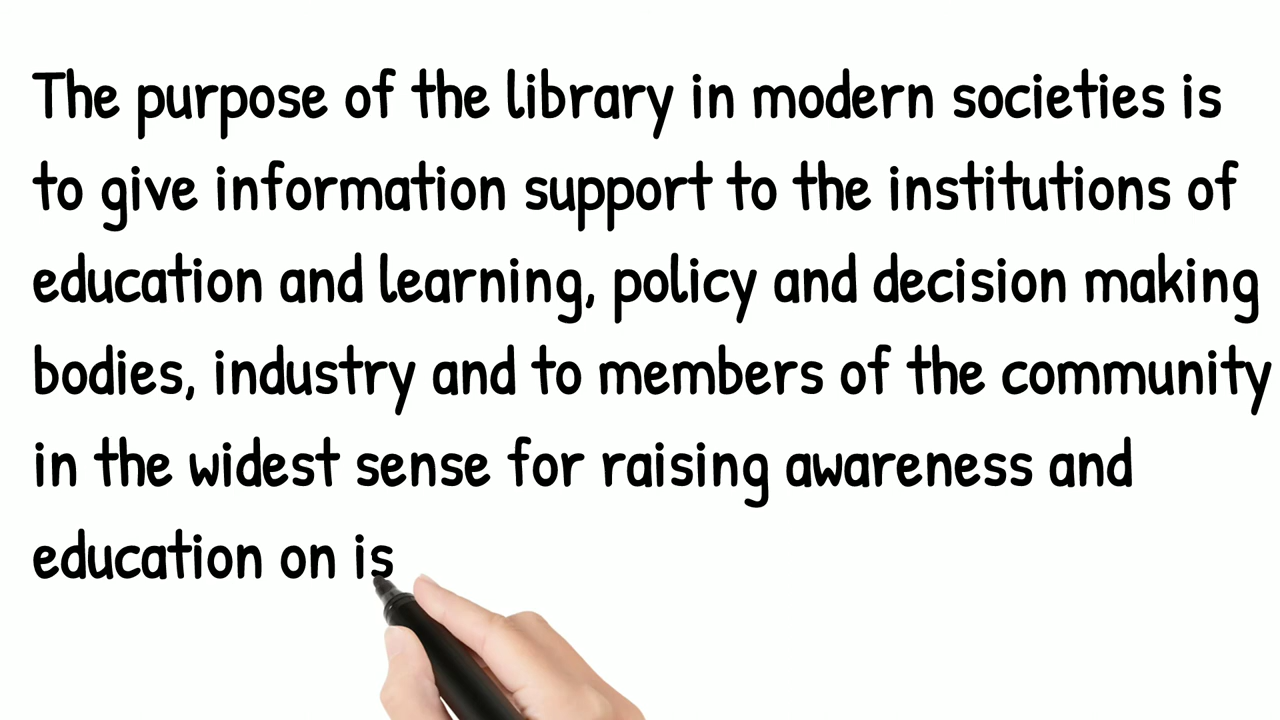 The purpose of the library in modern societies is
to give information support to the institutions of
education and learning, policy and decision making
bodies, industry and to members of the community
in the widest sense for raising awareness and
education on is